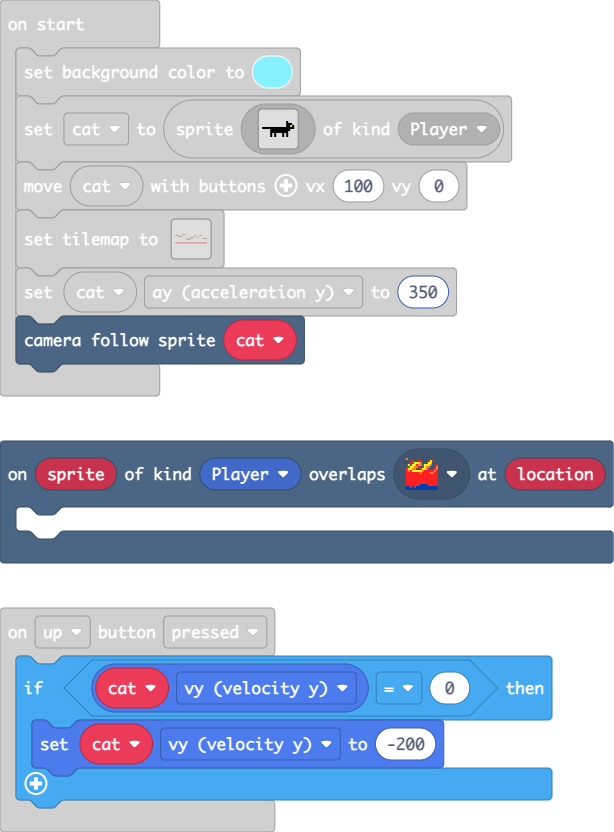 on start
set background color to
set cat to sprite of kind Player
move cat with buttons vx 100 vy 0
set tilemap to
set cat ay (acceleration y) to 350
camera follow sprite cat
on sprite of kind Player overlaps at location
on up button pressed
if cat vy (velocity y) = 0 then
set cat vy (velocity y) to -200